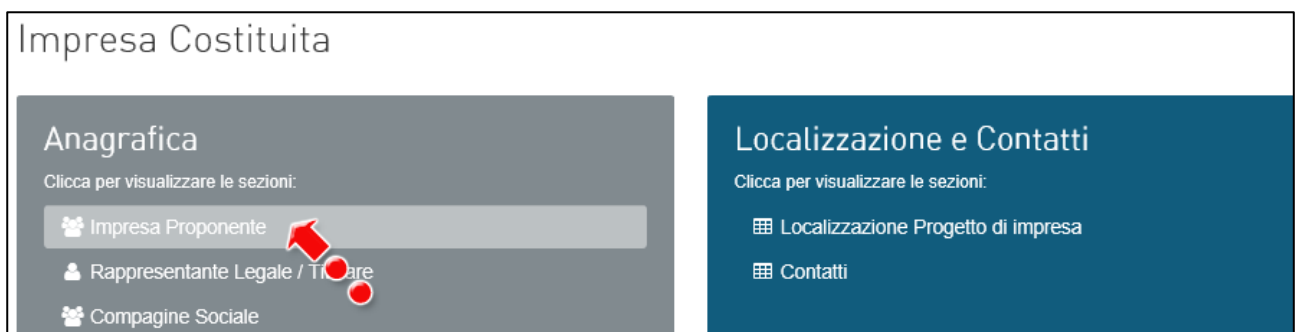 Impresa Costituita
Anagrafica
Clicca per visualizzare le sezioni:
Impresa Proponente
Rappresentante Legale /
Compagine Sociale
Localizzazione e Contatti
Clicca per visualizzare le sezioni:
Localizzazione Progetto di impresa
Contatti